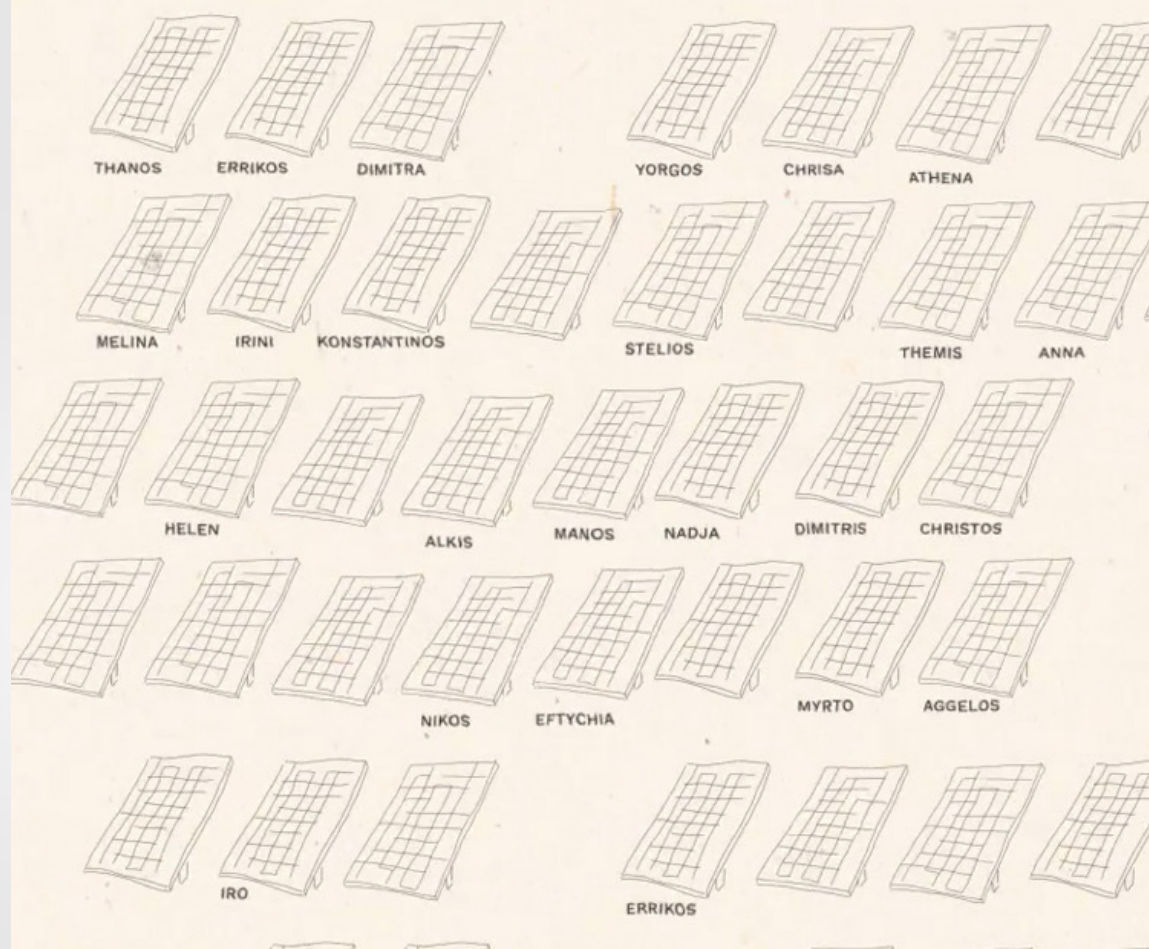 THANOS ERRIKOS DIMITRA YORGOS CHRISA ATHENA
MELINA IRINI KONSTANTINOS STELIOS THEMIS ANNA
HELEN ALKIS MANOS NADJA DIMITRIS CHRISTOS
NIKOS EFTYCHIA MYRTO AGGELOS
IRO ERRIKOS